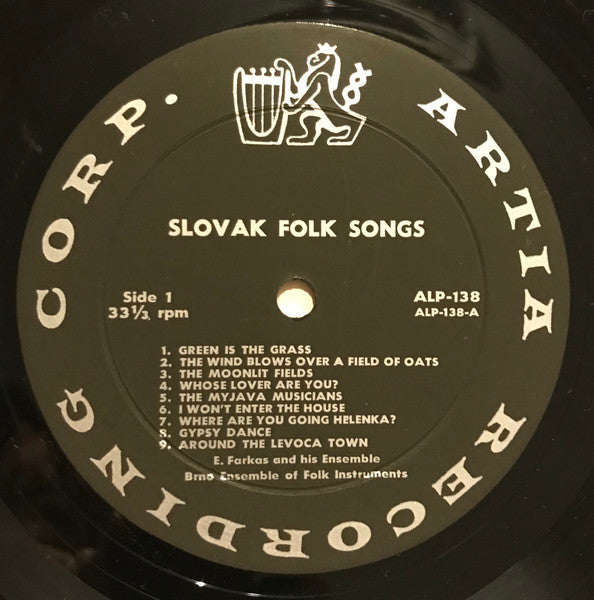 ARTIA RECORDING CORP.
SLOVAK FOLK SONGS
Side 1
33⅓ rpm
ALP-138
ALP-138-A
1. GREEN IS THE GRASS
2. THE WIND BLOWS OVER A FIELD OF OATS
3. THE MOONLIT FIELDS
4. WHOSE LOVER ARE YOU?
5. THE MYJAVA MUSICIANS
6. I WON'T ENTER THE HOUSE
7. WHERE ARE YOU GOING HELENKA?
8. GYPSY DANCE
9. AROUND THE LEVOCA TOWN
E. Farkas and his Ensemble
Brno Ensemble of Folk Instruments